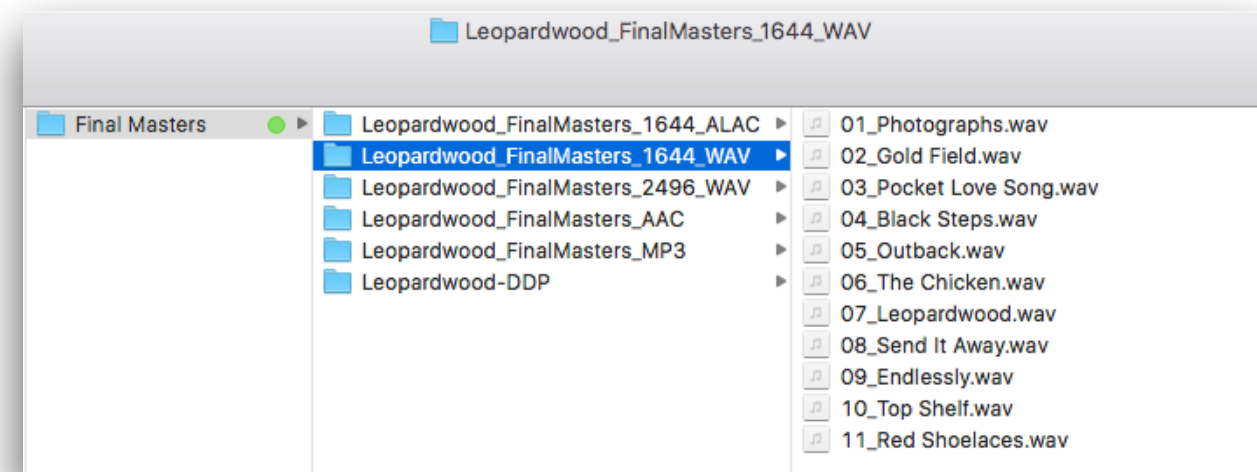 Leopardwood_FinalMasters_1644_WAV
Final Masters
Leopardwood_FinalMasters_1644_ALAC
Leopardwood_FinalMasters_1644_WAV
Leopardwood_FinalMasters_2496_WAV
Leopardwood_FinalMasters_AAC
Leopardwood_FinalMasters_MP3
Leopardwood-DDP
01_Photographs.wav
02_Gold Field.wav
03_Pocket Love Song.wav
04_Black Steps.wav
05_Outback.wav
06_The Chicken.wav
07_Leopardwood.wav
08_Send It Away.wav
09_Endlessly.wav
10_Top Shelf.wav
11_Red Shoelaces.wav